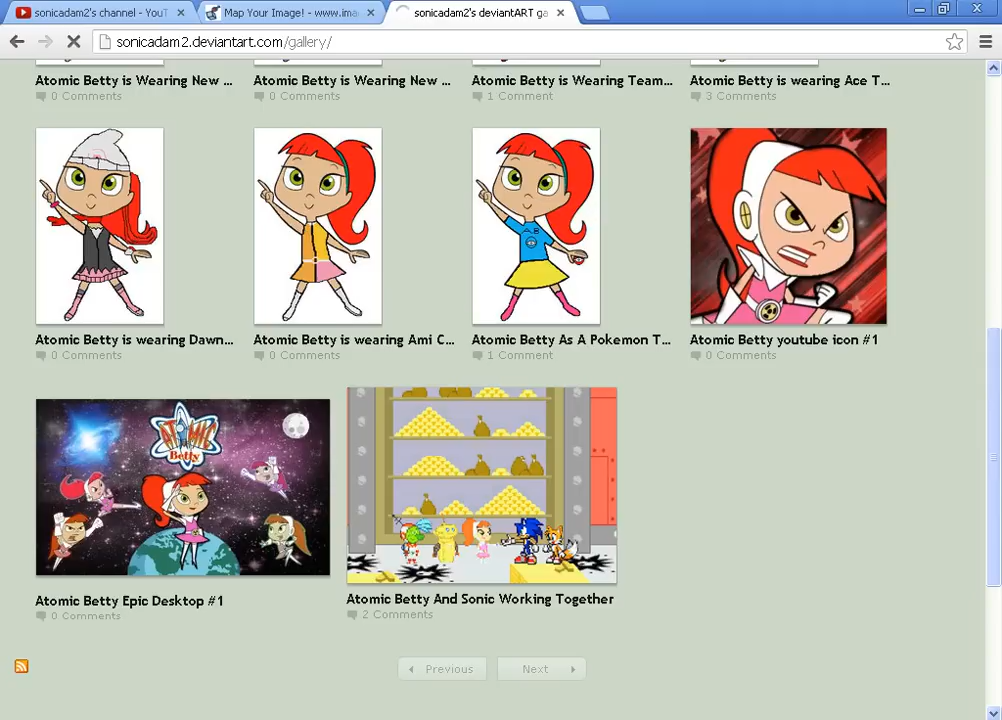 sonicadam2's channel - YouT
Map Your Image! - www.ima
sonicadam2's deviantART ga
sonicadam2.deviantart.com/gallery/
Atomic Betty is Wearing New ...
Atomic Betty is Wearing New ...
Atomic Betty is Wearing Team...
Atomic Betty is wearing Ace T...
0 Comments
0 Comments
1 Comment
3 Comments
AB
Atomic Betty is wearing Dawn...
Atomic Betty is wearing Ami C...
Atomic Betty As A Pokemon T...
Atomic Betty youtube icon #1
0 Comments
0 Comments
1 Comment
0 Comments
ATOMIC
Betty
Atomic Betty Epic Desktop #1
Atomic Betty And Sonic Working Together
0 Comments
2 Comments
Previous
Next